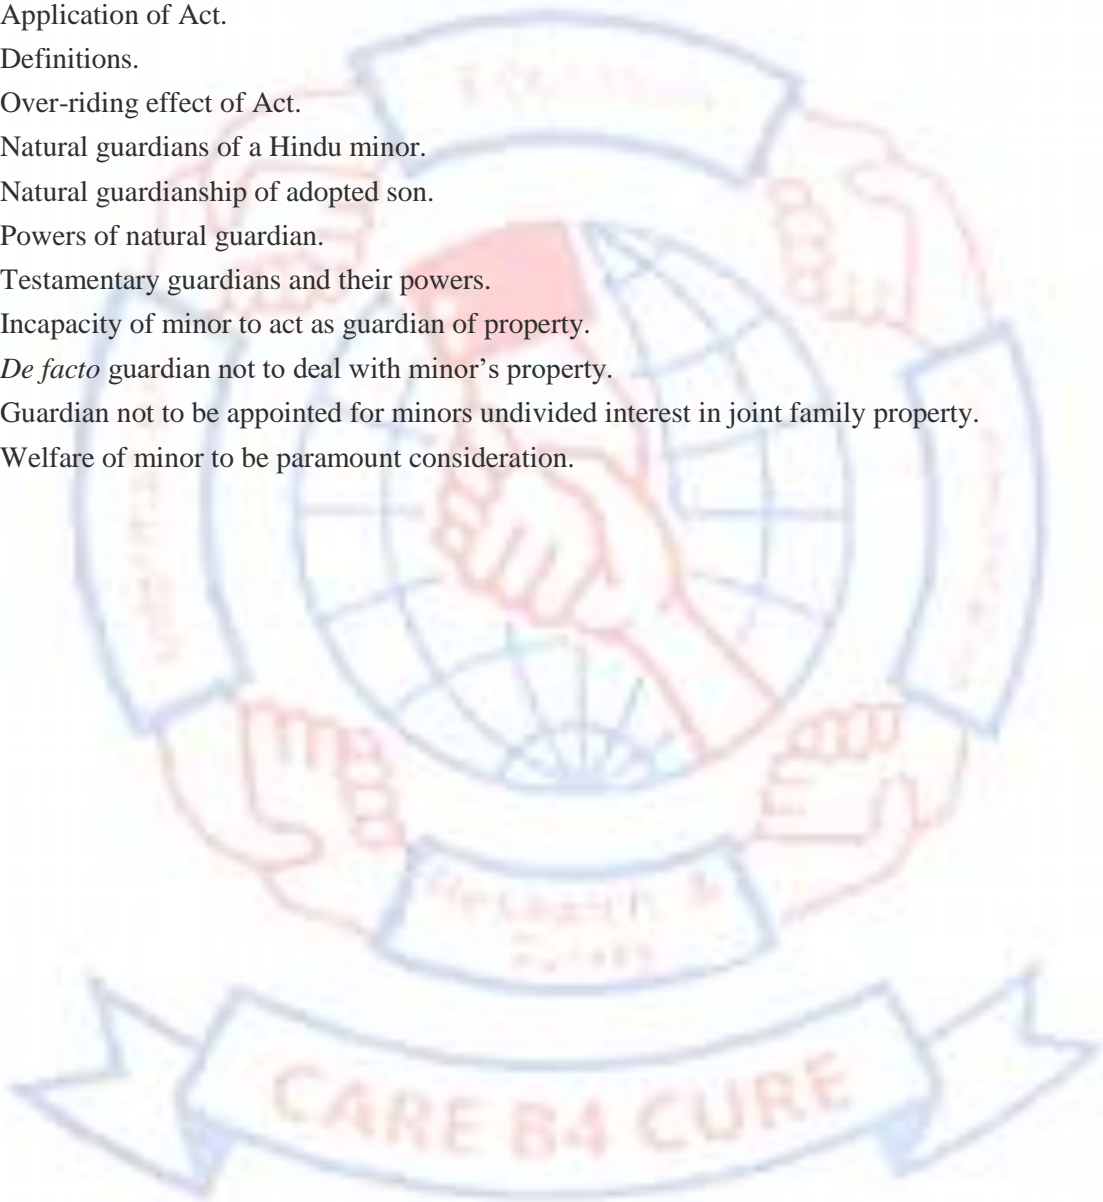 Application of Act.
Definitions.
Over-riding effect of Act.
Natural guardians of a Hindu minor.
Natural guardianship of adopted son.
Powers of natural guardian.
Testamentary guardians and their powers.
Incapacity of minor to act as guardian of property.
De facto guardian not to deal with minor’s property.
Guardian not to be appointed for minors undivided interest in joint family property.
Welfare of minor to be paramount consideration.
Research &
CARE B4 CURE